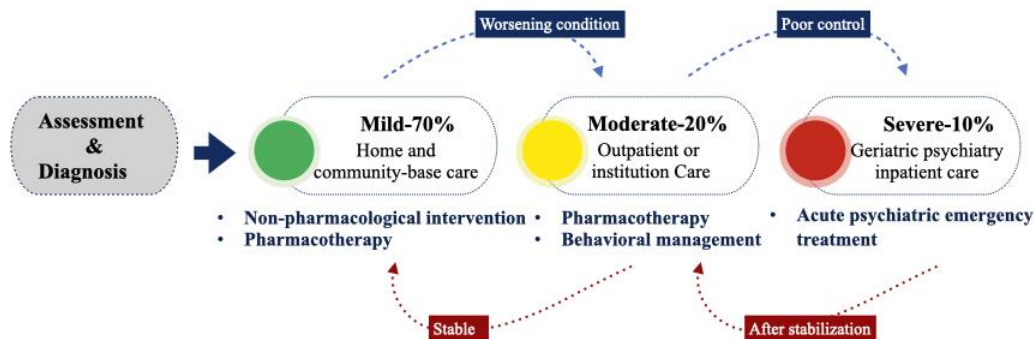 Worsening condition
Poor control
Assessment
&
Diagnosis
Mild-70%
Home and
community-base care
Moderate-20%
Outpatient or
institution Care
Severe-10%
Geriatric psychiatry
inpatient care
• Non-pharmacological intervention
• Pharmacotherapy
• Pharmacotherapy
• Behavioral management
• Acute psychiatric emergency
treatment
Stable
After stabilization